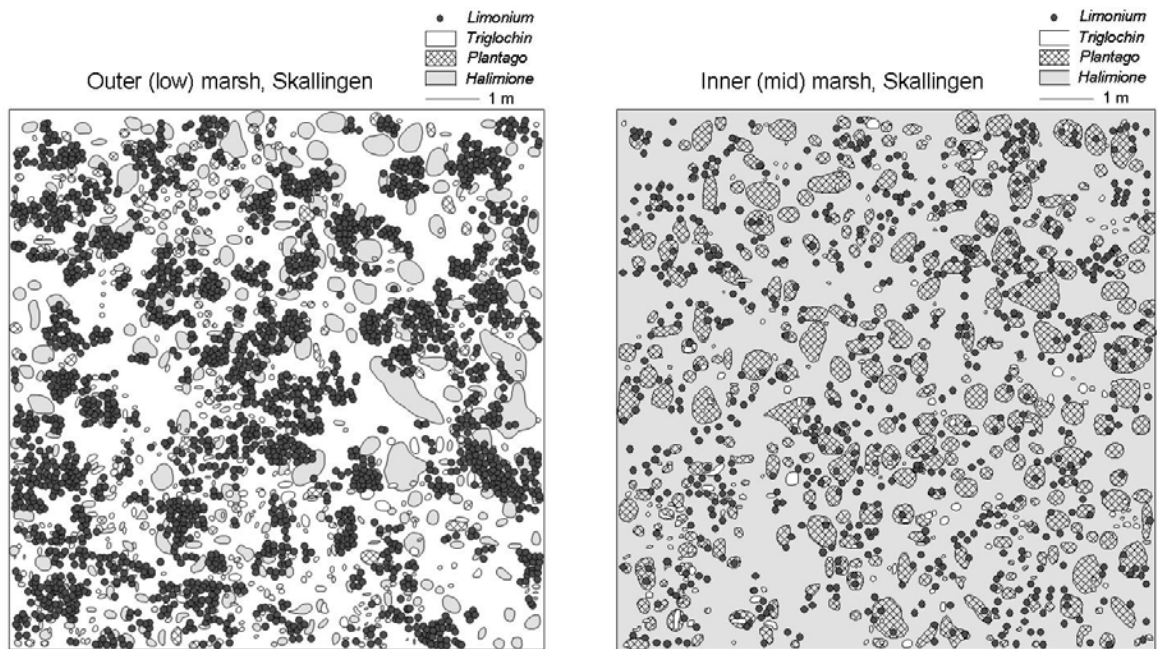 Limonium
Triglochin
Plantago
Halimione
1 m
Outer (low) marsh, Skallingen
Limonium
Triglochin
Plantago
Halimione
1 m
Inner (mid) marsh, Skallingen